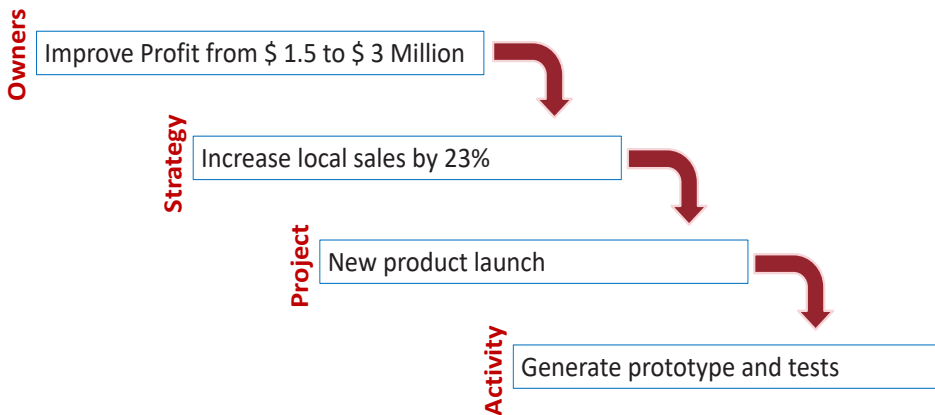 Owners
Improve Profit from $ 1.5 to $ 3 Million
Strategy
Increase local sales by 23%
Project
New product launch
Activity
Generate prototype and tests